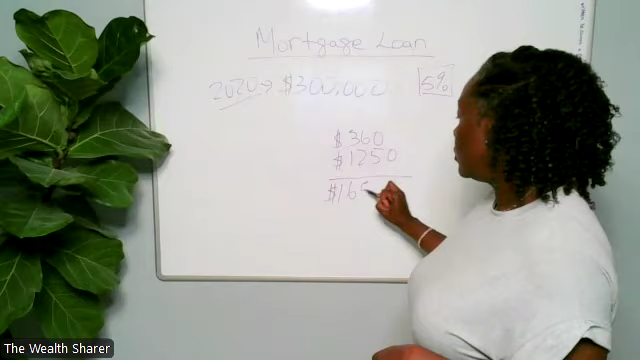 Mortgage Loan
2020 → $300,000 5%
$ 360
$ 1250
$16
The Wealth Sharer